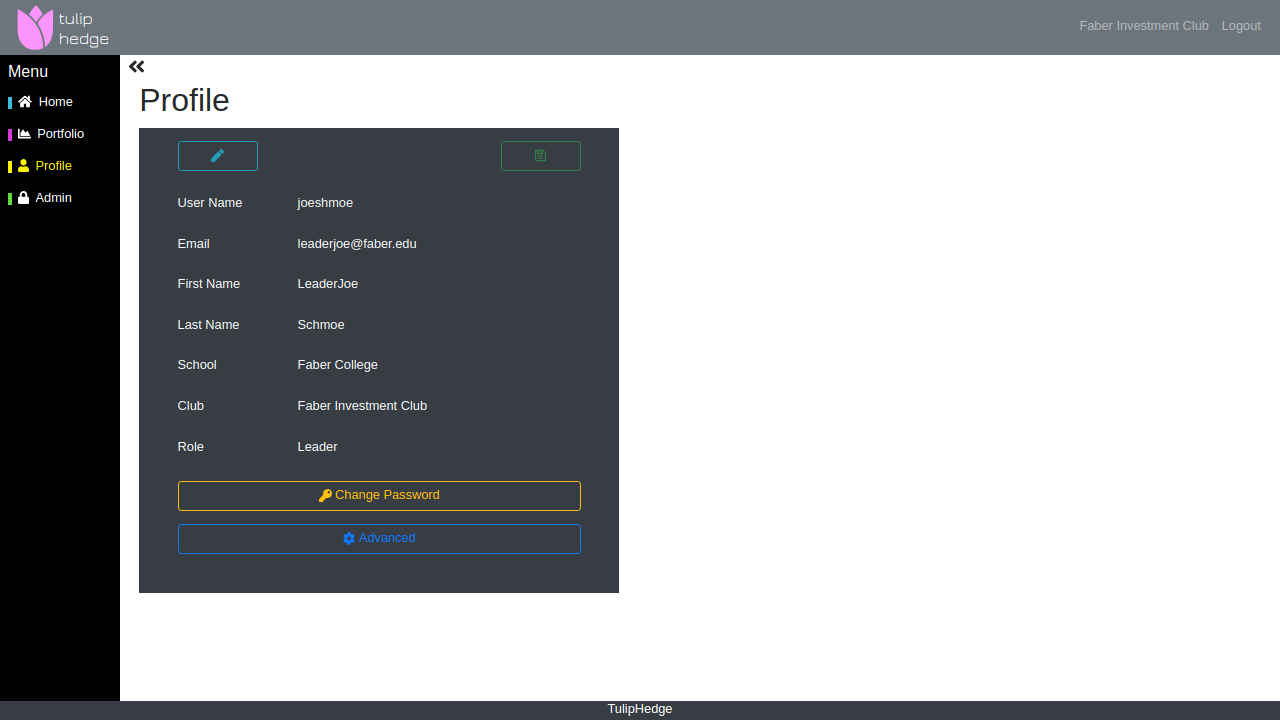 tulip
hedge
Faber Investment Club Logout
Menu
Home
Portfolio
Profile
Admin
Profile
User Name joeshmoe
Email leaderjoe@faber.edu
First Name LeaderJoe
Last Name Schmoe
School Faber College
Club Faber Investment Club
Role Leader
Change Password
Advanced
TulipHedge